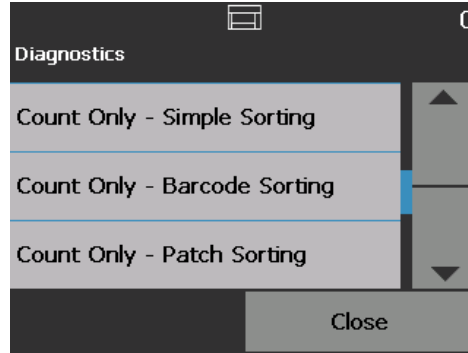 Diagnostics
Count Only - Simple Sorting
Count Only - Barcode Sorting
Count Only - Patch Sorting
Close